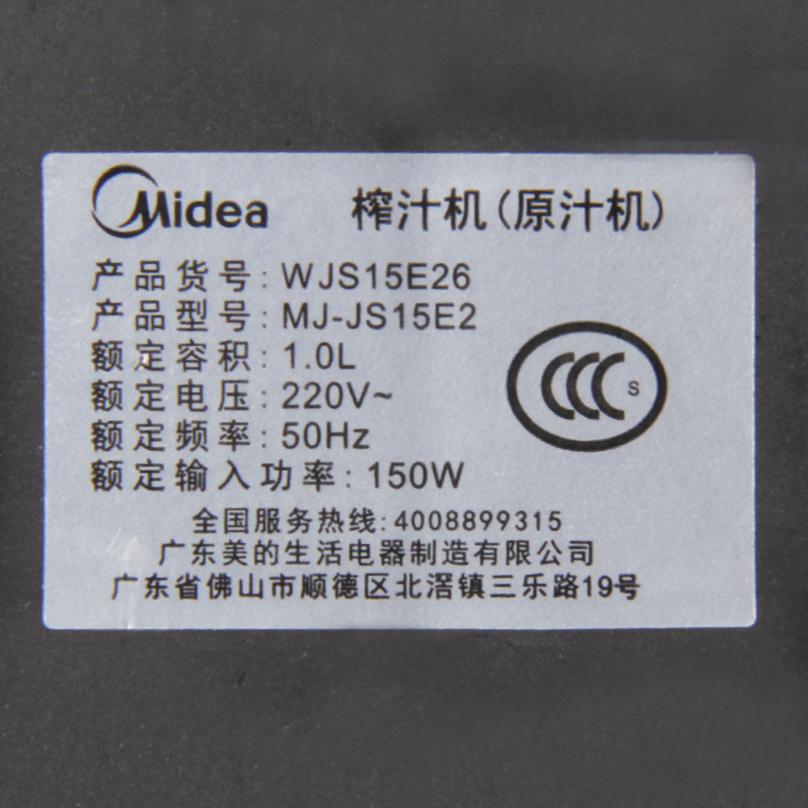 Midea 榨汁机(原汁机)
产品货号: WJS15E26
产品型号: MJ-JS15E2
额定容积: 1.0L
额定电压: 220V~
额定频率: 50Hz
额定输入功率: 150W
CCC S
全国服务热线:4008899315
广东美的生活电器制造有限公司
广东省佛山市顺德区北滘镇三乐路19号